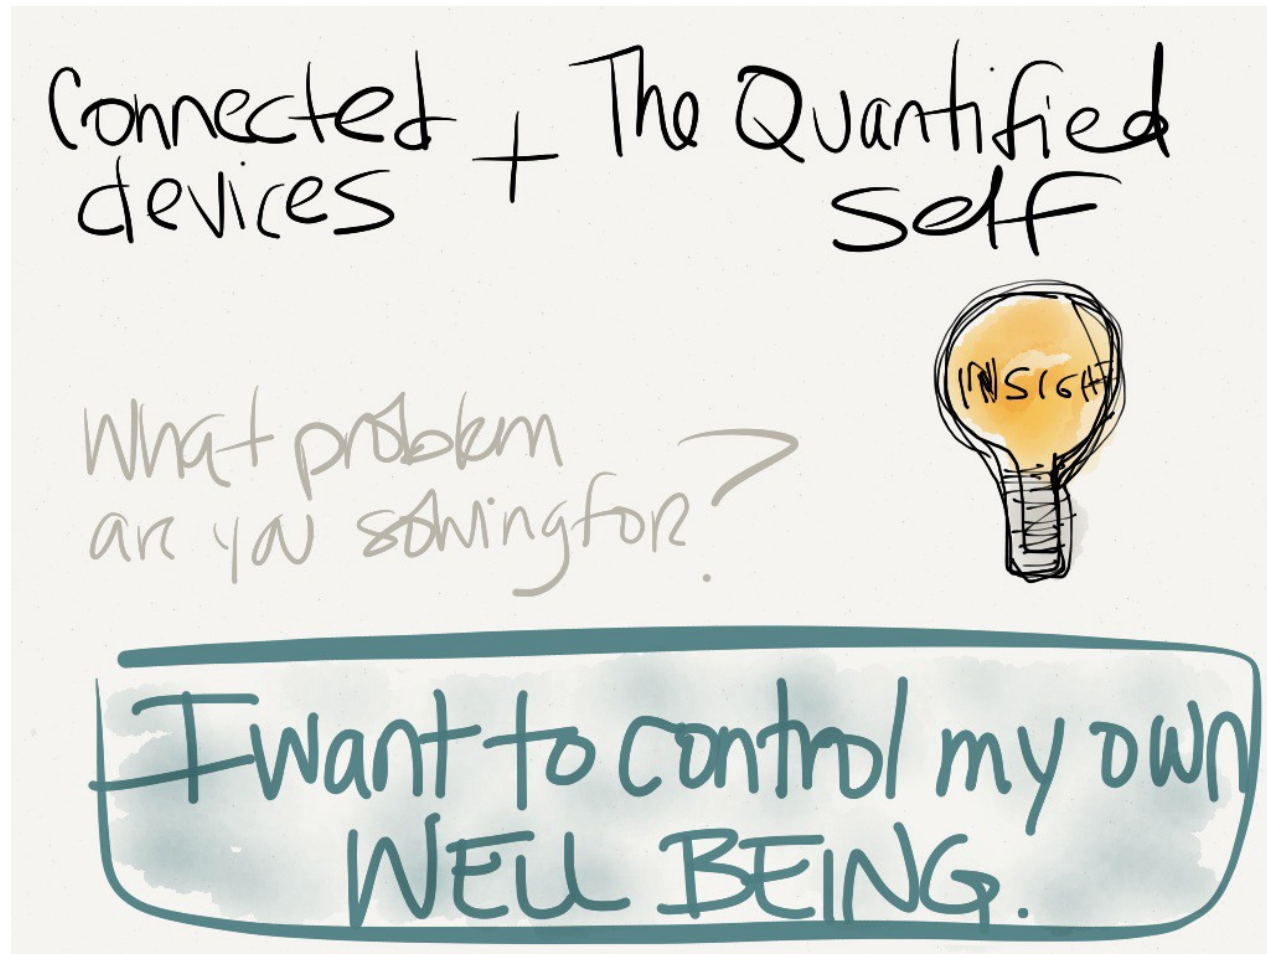 Connected
devices
+
The Quantified
Self
INSIGHT
What problem
are you solving for?
I want to control my own
WELL BEING.